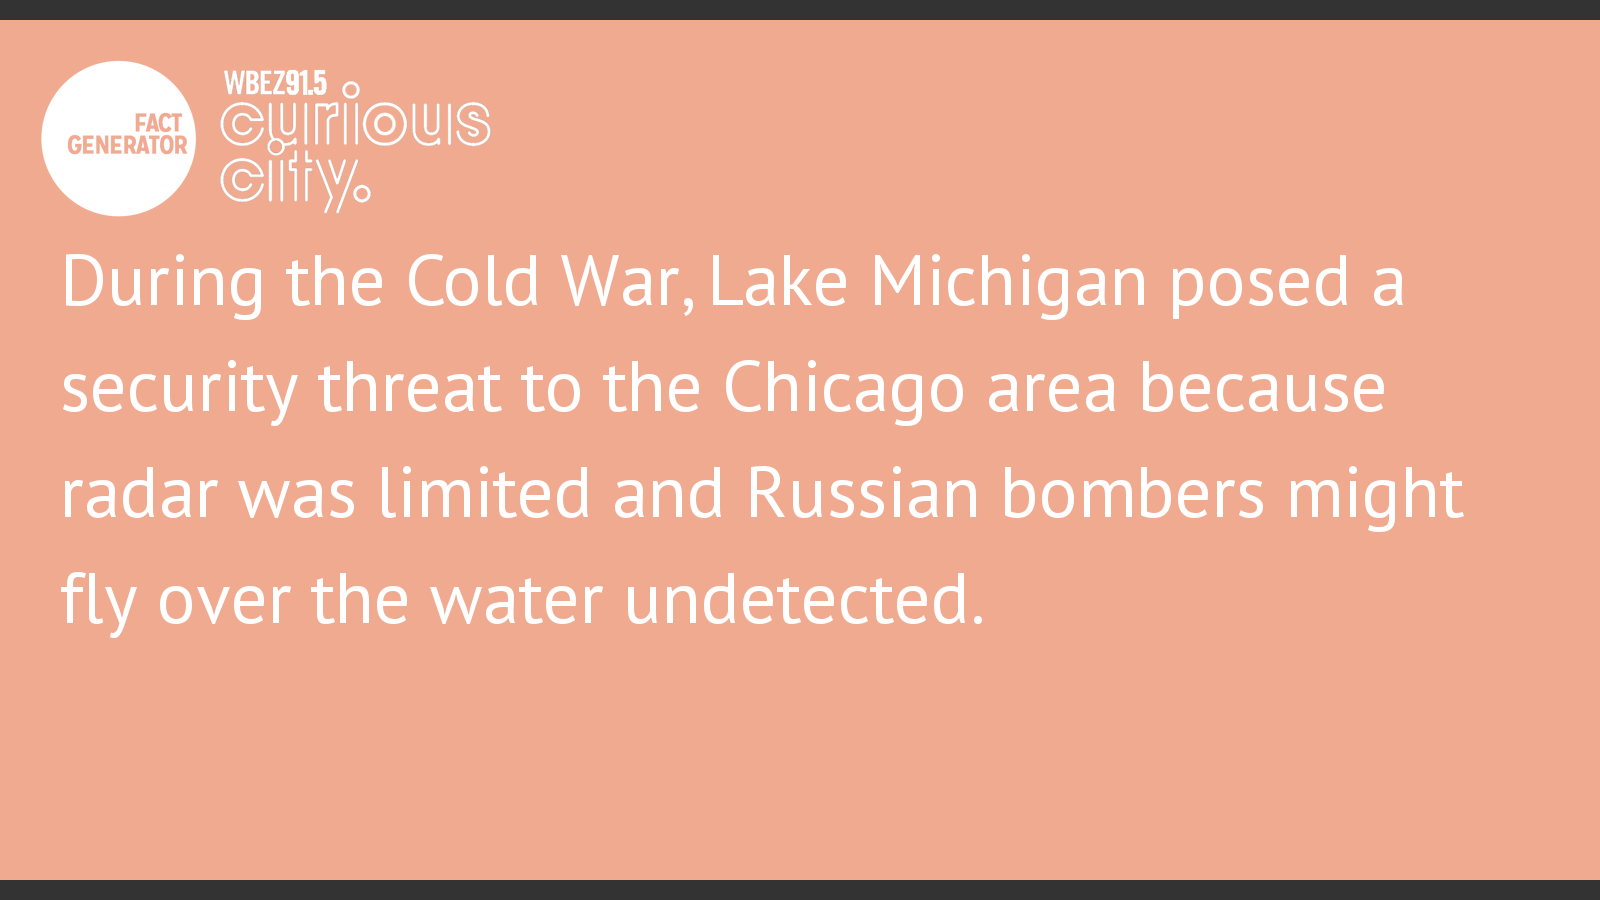 FACT
GENERATOR
WBEZ91.5
curious
city.
During the Cold War, Lake Michigan posed a
security threat to the Chicago area because
radar was limited and Russian bombers might
fly over the water undetected.